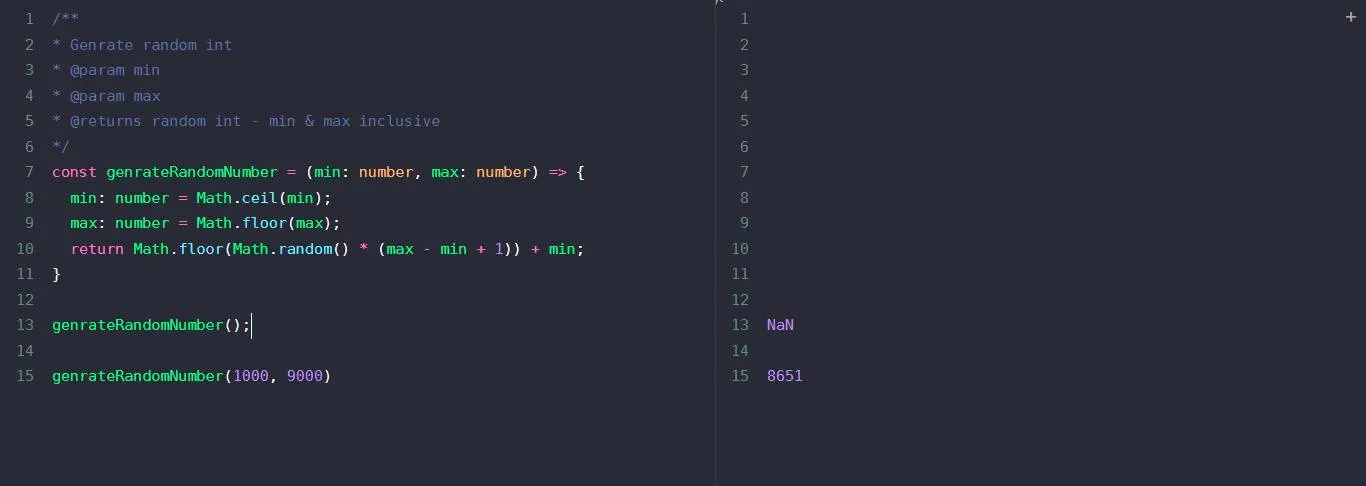 1 /**
2 * Genrate random int
3 * @param min
4 * @param max
5 * @returns random int - min & max inclusive
6 */
7 const genrateRandomNumber = (min: number, max: number) => {
8 min: number = Math.ceil(min);
9 max: number = Math.floor(max);
10 return Math.floor(Math.random() * (max - min + 1)) + min;
11 }
12
13 genrateRandomNumber();
14
15 genrateRandomNumber(1000, 9000)
1 +
2
3
4
5
6
7
8
9
10
11
12
13 NaN
14
15 8651